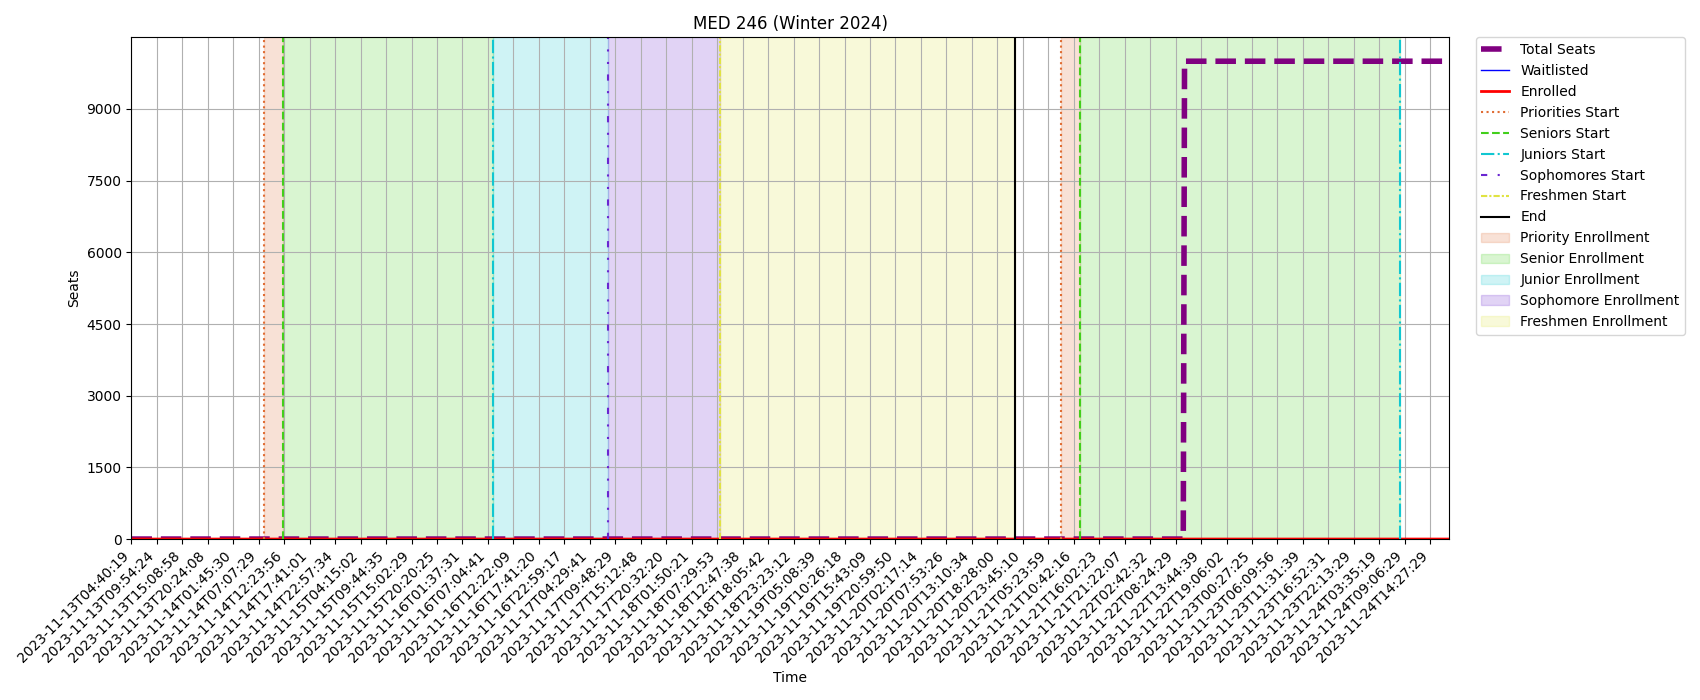 MED 246 (Winter 2024)
Seats
9000
7500
6000
4500
3000
1500
0
2023-11-13T04:40:19
2023-11-13T09:54:24
2023-11-13T15:08:58
2023-11-13T20:24:08
2023-11-14T01:45:30
2023-11-14T07:07:29
2023-11-14T12:23:56
2023-11-14T17:41:01
2023-11-14T22:57:34
2023-11-15T04:15:02
2023-11-15T09:44:35
2023-11-15T15:02:29
2023-11-15T20:20:25
2023-11-16T01:37:31
2023-11-16T07:04:41
2023-11-16T12:22:09
2023-11-16T17:41:20
2023-11-16T22:59:17
2023-11-17T04:29:41
2023-11-17T09:48:29
2023-11-17T15:12:48
2023-11-17T20:32:20
2023-11-18T01:50:21
2023-11-18T07:29:53
2023-11-18T12:47:38
2023-11-18T18:05:42
2023-11-18T23:23:12
2023-11-19T05:08:39
2023-11-19T10:26:18
2023-11-19T15:43:09
2023-11-19T20:59:50
2023-11-20T02:17:14
2023-11-20T07:53:26
2023-11-20T13:10:34
2023-11-20T18:28:00
2023-11-20T23:45:10
2023-11-21T05:23:59
2023-11-21T10:42:16
2023-11-21T16:02:23
2023-11-21T21:22:07
2023-11-22T02:42:32
2023-11-22T08:24:29
2023-11-22T13:44:39
2023-11-22T19:06:02
2023-11-23T00:27:25
2023-11-23T06:09:56
2023-11-23T11:31:39
2023-11-23T16:52:31
2023-11-23T22:13:29
2023-11-24T03:35:19
2023-11-24T09:06:29
2023-11-24T14:27:29
Time
Total Seats
Waitlisted
Enrolled
Priorities Start
Seniors Start
Juniors Start
Sophomores Start
Freshmen Start
End
Priority Enrollment
Senior Enrollment
Junior Enrollment
Sophomore Enrollment
Freshmen Enrollment